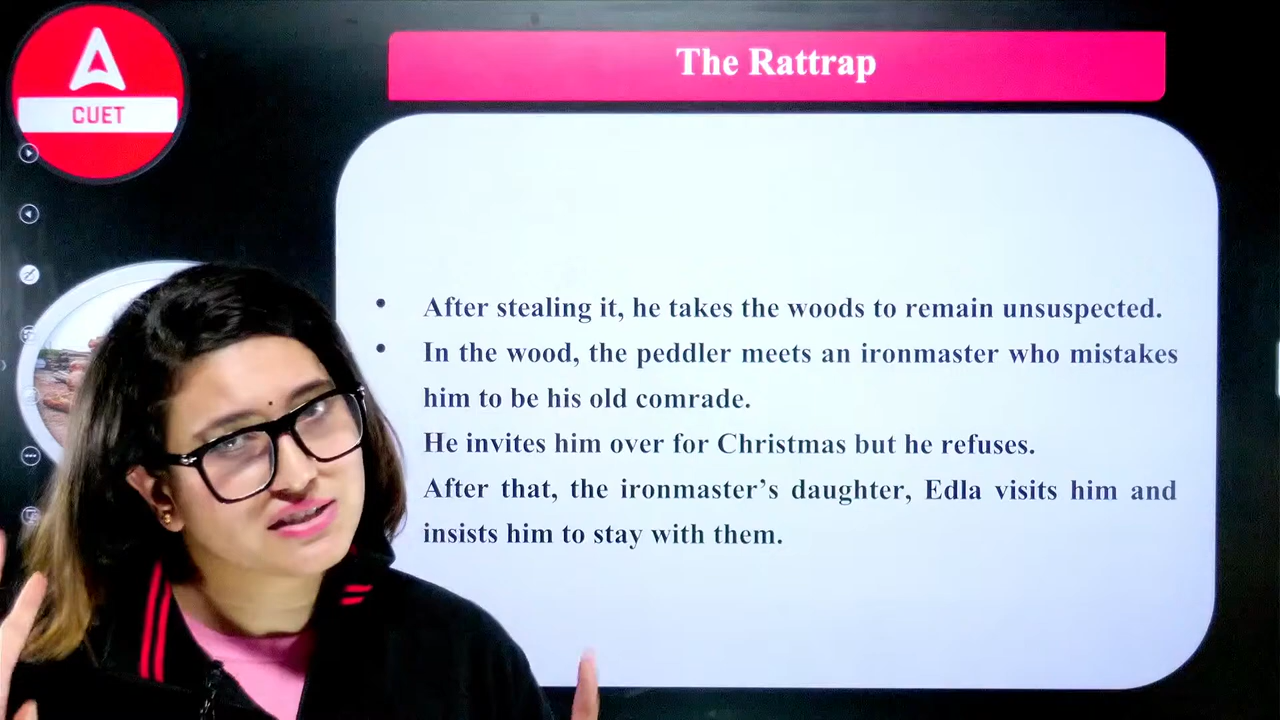 CUET
The Rattrap
• After stealing it, he takes the woods to remain unsuspected.
• In the wood, the peddler meets an ironmaster who mistakes
him to be his old comrade.
He invites him over for Christmas but he refuses.
After that, the ironmaster’s daughter, Edla visits him and
insists him to stay with them.